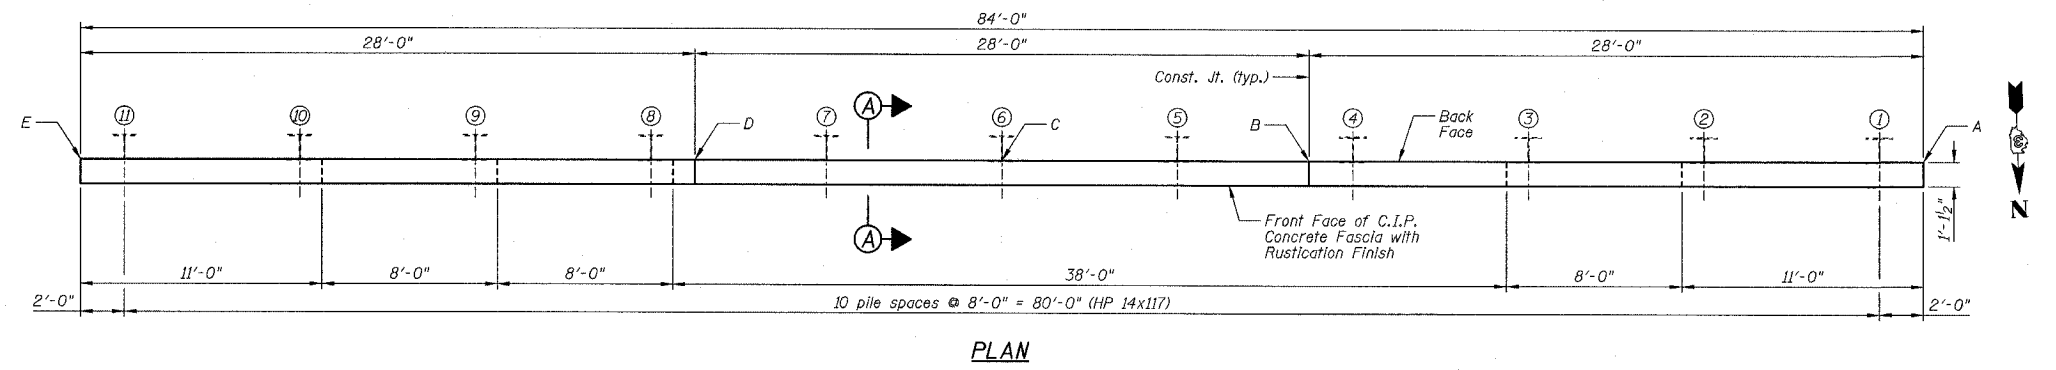 84'-0"
28'-0" 28'-0" 28'-0"
Const. Jt. (typ.)
E 11 10 9 8 D 7 A 6 C 5 B 4 Back 3 2 1 A
Face
N
1'-1½"
A
Front Face of C.I.P.
Concrete Fascia with
Rustication Finish
11'-0" 8'-0" 8'-0" 38'-0" 8'-0" 11'-0"
2'-0" 10 pile spaces @ 8'-0" = 80'-0" (HP 14x117) 2'-0"
PLAN